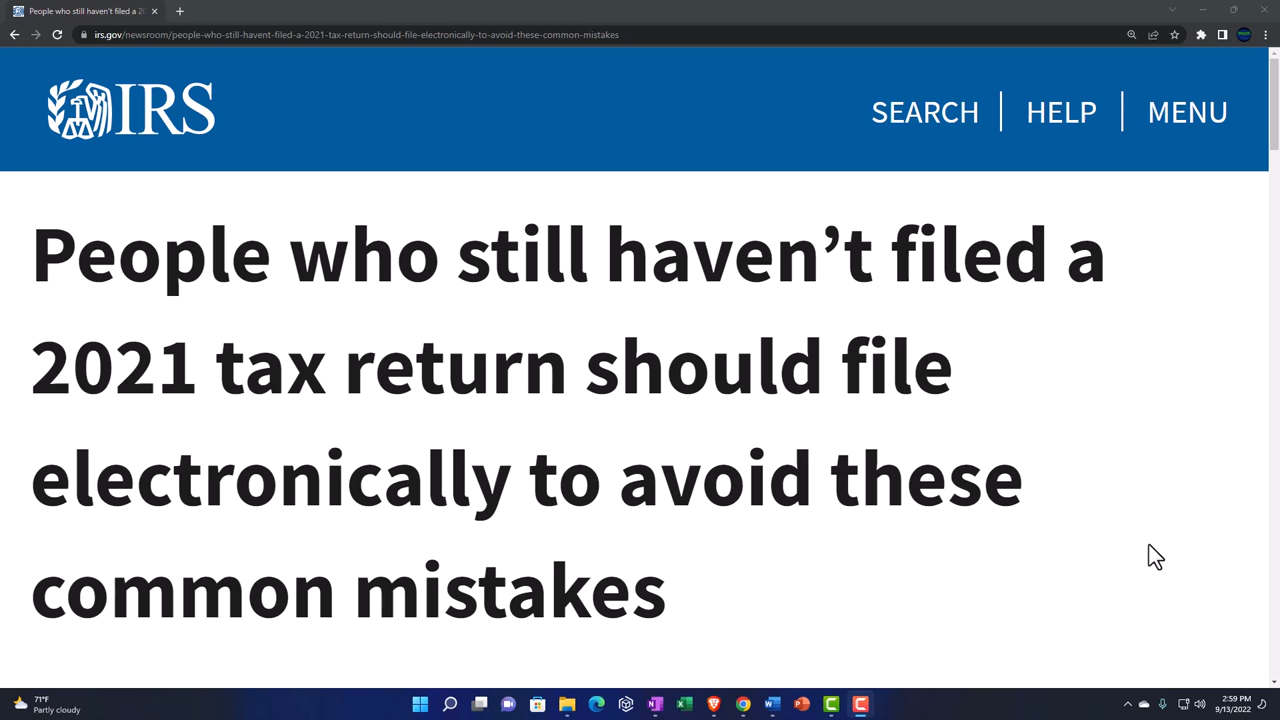 People who still haven't filed a 20
irs.gov/newsroom/people-who-still-havent-filed-a-2021-tax-return-should-file-electronically-to-avoid-these-common-mistakes
IRS
SEARCH HELP MENU
People who still haven’t filed a
2021 tax return should file
electronically to avoid these
common mistakes
71°F
Partly cloudy
2:59 PM
9/13/2022